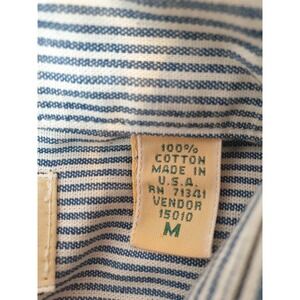 100%
COTTON
MADE IN
U.S.A.
RN 71341
VENDOR
15010
M